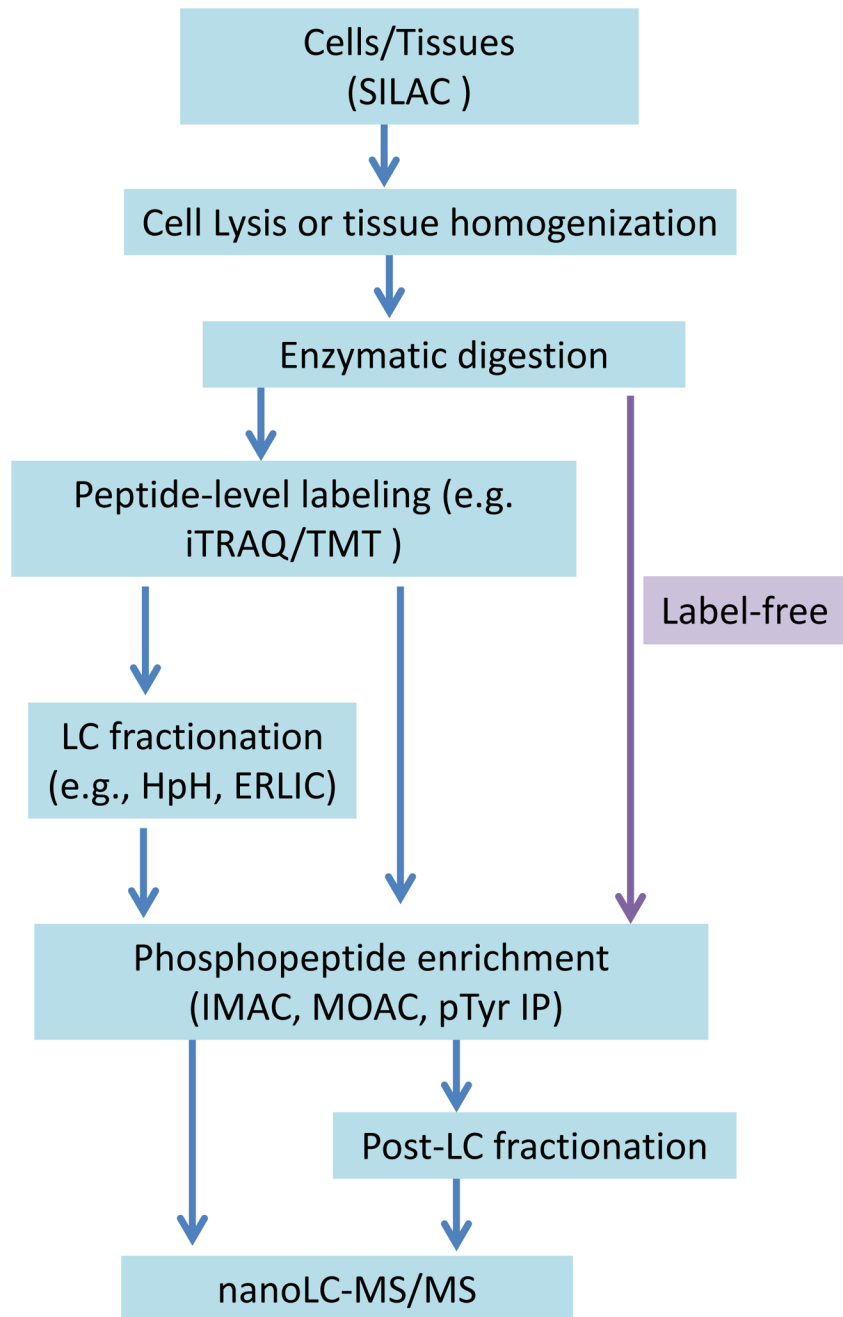 Cells/Tissues
(SILAC )
Cell Lysis or tissue homogenization
Enzymatic digestion
Peptide-level labeling (e.g.
iTRAQ/TMT )
Label-free
LC fractionation
(e.g., HpH, ERLIC)
Phosphopeptide enrichment
(IMAC, MOAC, pTyr IP)
Post-LC fractionation
nanoLC-MS/MS